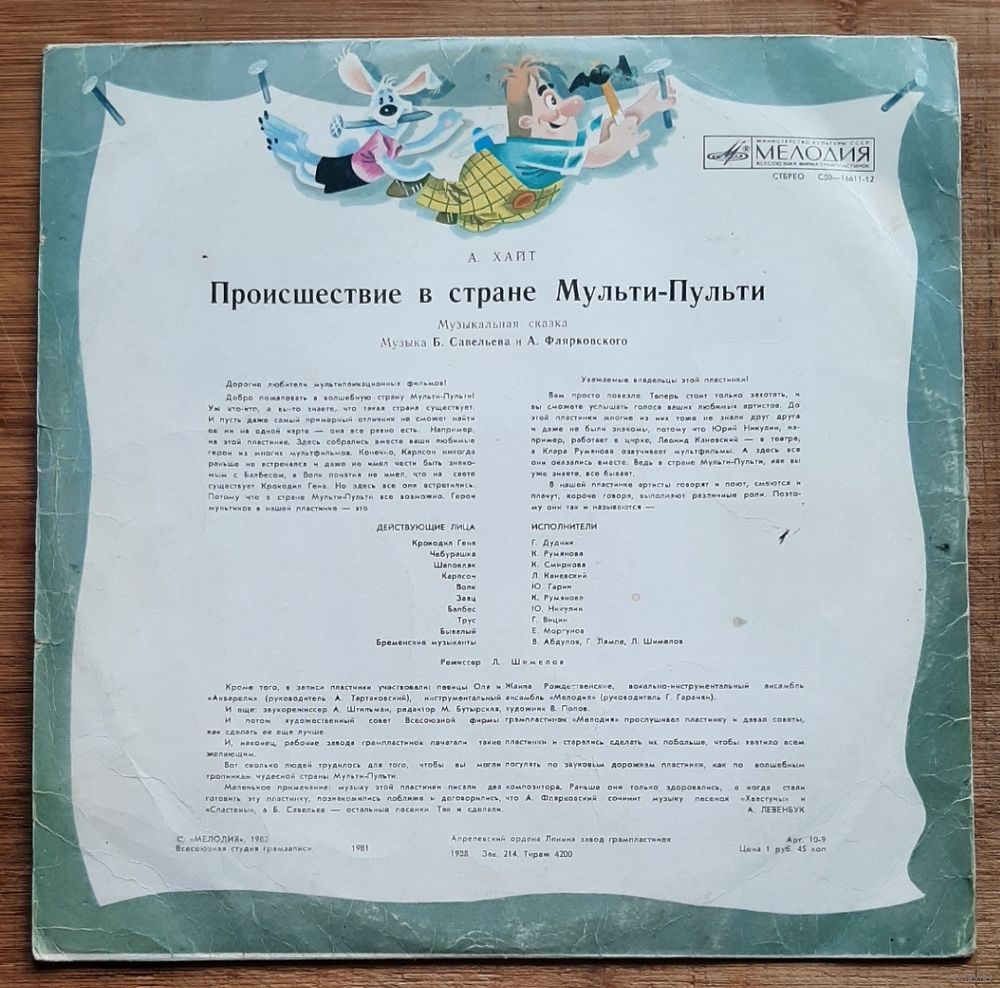 МИНИСТЕРСТВО КУЛЬТУРЫ СССР
МЕЛОДИЯ
ВСЕСОЮЗНАЯ ФИРМА ГРАМПЛАСТИНОК
СТЕРЕО С50—16611-12
А. ХАЙТ
Происшествие в стране Мульти-Пульти
Музыкальная сказка
Музыка Б. Савельева и А. Флярковского
Дорогие любители мультипликационных фильмов!
Добро пожаловать в волшебную страну Мульти-Пульти!
Уж кто-кто, а вы-то знаете, что такая страна существует.
И пусть даже самый примерный отличник не сможет найти
ее ни на одной карте — она все равно есть. Например,
на этой пластинке. Здесь собрались вместе ваши любимые
герои из многих мультфильмов. Конечно, Карлсон никогда
раньше не встречался и даже не имел чести быть знако-
мым с Балбесом, а Волк понятия не имел, что на свете
существует Крокодил Гена. Но здесь все они встретились.
Потому что в стране Мульти-Пульти все возможно. Герои
мультиков в нашей пластинке — это
Уважаемые владельцы этой пластинки!
Вам просто повезло. Теперь стоит только захотеть, и
вы сможете услышать голоса ваших любимых артистов. До
этой пластинки многие из них тоже не знали друг друга
и даже не были знакомы, потому что Юрий Никулин, на-
пример, работает в цирке, Леонид Каневский — в театре,
а Клара Румянова озвучивает мультфильмы. А здесь все
они оказались вместе. Ведь в стране Мульти-Пульти, как вы
уже знаете, все бывает.
В нашей пластинке артисты говорят и поют, смеются и
плачут, короче говоря, выполняют различные роли. Поэто-
му они так и называются —
ДЕЙСТВУЮЩИЕ ЛИЦА ИСПОЛНИТЕЛИ
Крокодил Гена Г. Дудник
Чебурашка К. Румянова
Шапокляк К. Смирнова
Карлсон Л. Каневский
Волк Ю. Гарин
Заяц К. Румянова
Балбес Ю. Никулин
Трус Г. Вицин
Бывалый Е. Моргунов
Бременские музыканты В. Абдулов, Г. Лямпе, Л. Шимелов
Режиссер Л. Шимелов
Кроме того, в записи пластинки участвовали: певицы Оля и Жанна Рождественские, вокально-инструментальный ансамбль
«Акварели» (руководитель А. Тартаковский), инструментальный ансамбль «Мелодия» (руководитель Г. Гаранян).
И еще: звукорежиссер А. Штильман, редактор М. Бутырская, художник В. Попов.
И потом художественный совет Всесоюзной фирмы грампластинок «Мелодия» прослушивал пластинку и давал советы,
как сделать ее еще лучше.
И, наконец, рабочие завода грампластинок печатали такие пластинки и старались сделать их побольше, чтобы хватило всем
желающим.
Вот сколько людей трудилось для того, чтобы вы могли погулять по звуковым дорожкам пластинки, как по волшебным
тропинкам чудесной страны Мульти-Пульти.
Маленькое примечание: музыку этой пластинки писали два композитора. Раньше они только здоровались, а когда стали
готовить эту пластинку, познакомились поближе и договорились, что А. Флярковский сочинит музыку песенок «Хвастуны» и
«Сластены», а Б. Савельев — остальные песенки. Так и сделали. А. ЛЕВЕНБУК
© «МЕЛОДИЯ», 1982 Апрелевский ордена Ленина завод грампластинок Арт. 10-9
Всесоюзная студия грамзаписи. 1981 1988 Зак. 214, Тираж 4200 Цена 1 руб. 45 коп